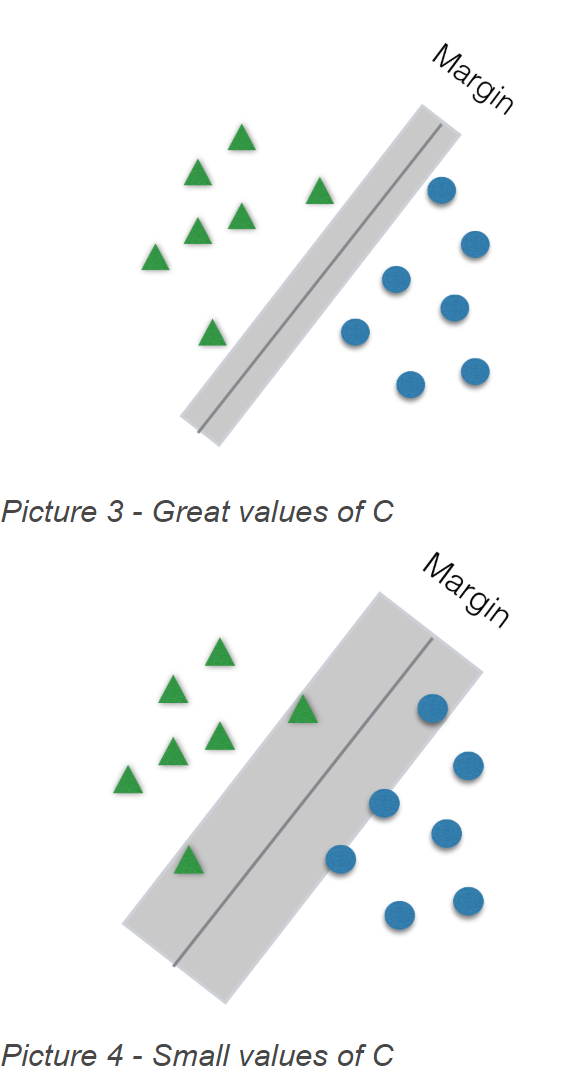 Margin
Picture 3 - Great values of C
Margin
Picture 4 - Small values of C